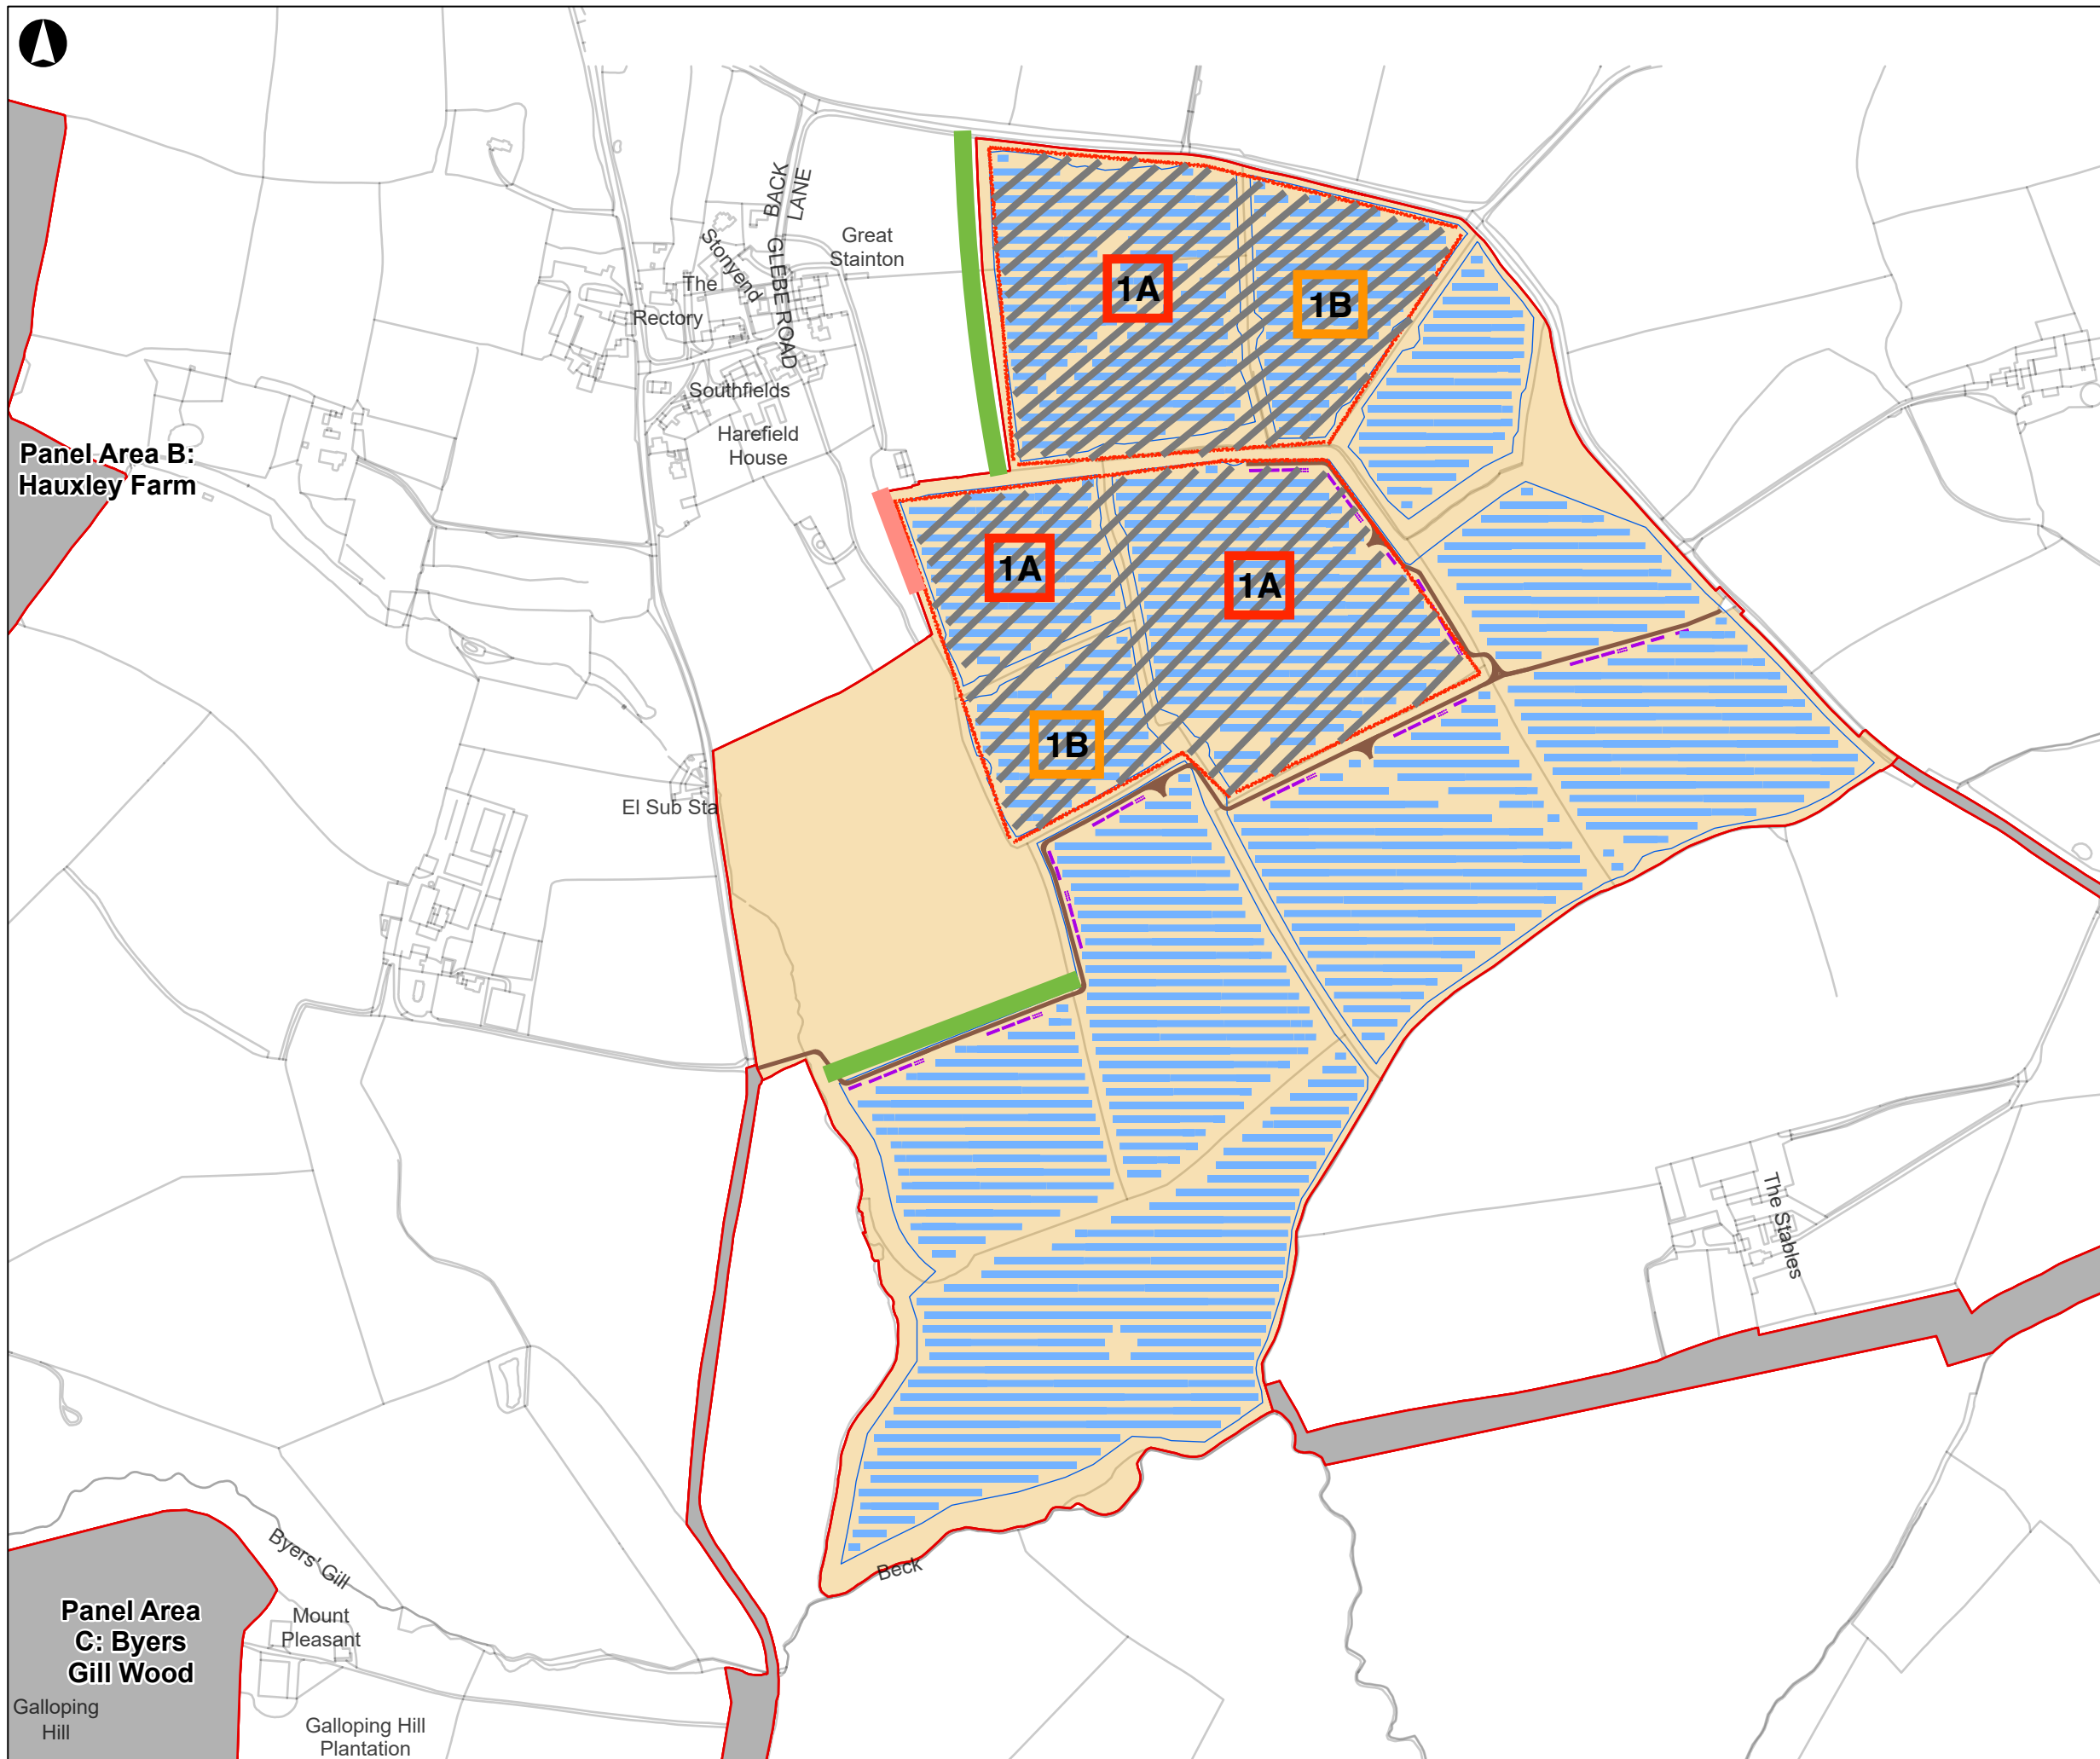 BACK
LANE
Great
Stainton
Stonyend
GLEBE ROAD
The
Rectory
1A
1B
Southfields
Harefield
House
Panel Area B:
Hauxley Farm
1A
1A
1B
El Sub Sta
The Stables
Byers' Gill
Beck
Panel Area
C: Byers
Gill Wood
Mount
Pleasant
Galloping
Hill
Galloping Hill
Plantation